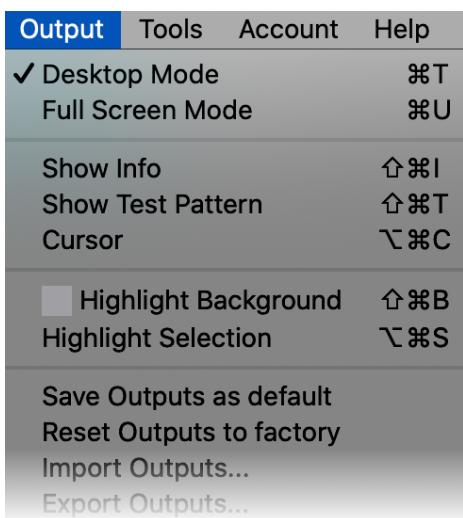 Output Tools Account Help
✓ Desktop Mode ⌘T
Full Screen Mode ⌘U
Show Info ⇧⌘I
Show Test Pattern ⇧⌘T
Cursor ⌥⌘C
Highlight Background ⇧⌘B
Highlight Selection ⌥⌘S
Save Outputs as default
Reset Outputs to factory
Import Outputs...
Export Outputs...